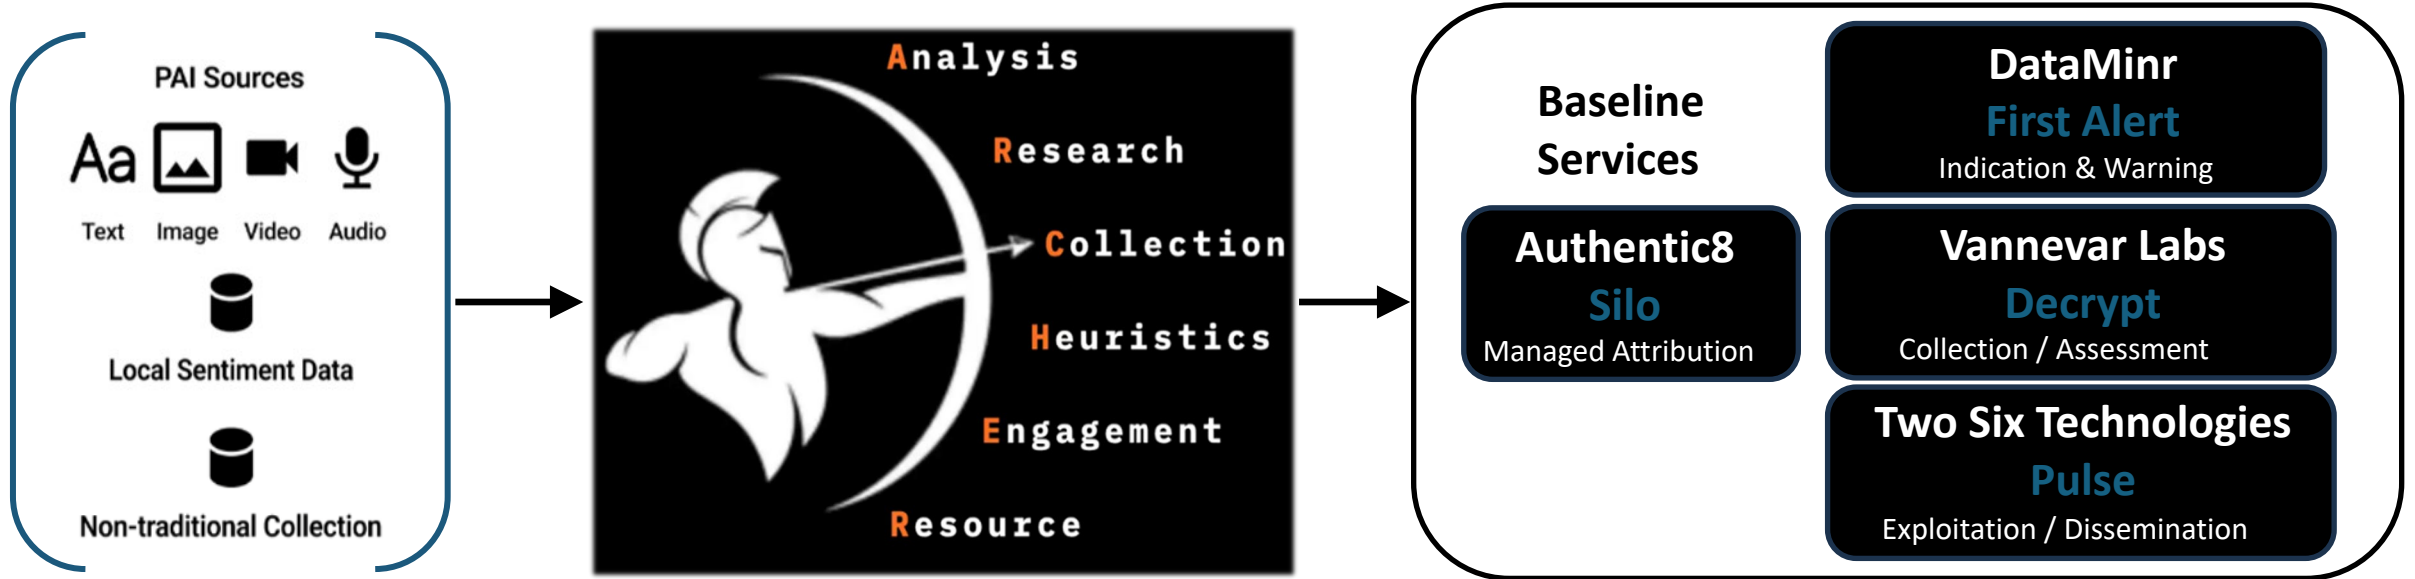 PAI Sources
Aa
Text Image Video Audio
Local Sentiment Data
Non-traditional Collection
Analysis
Research
Collection
Heuristics
Engagement
Resource
Baseline
Services
Authentic8
Silo
Managed Attribution
DataMinr
First Alert
Indication & Warning
Vannevar Labs
Decrypt
Collection / Assessment
Two Six Technologies
Pulse
Exploitation / Dissemination